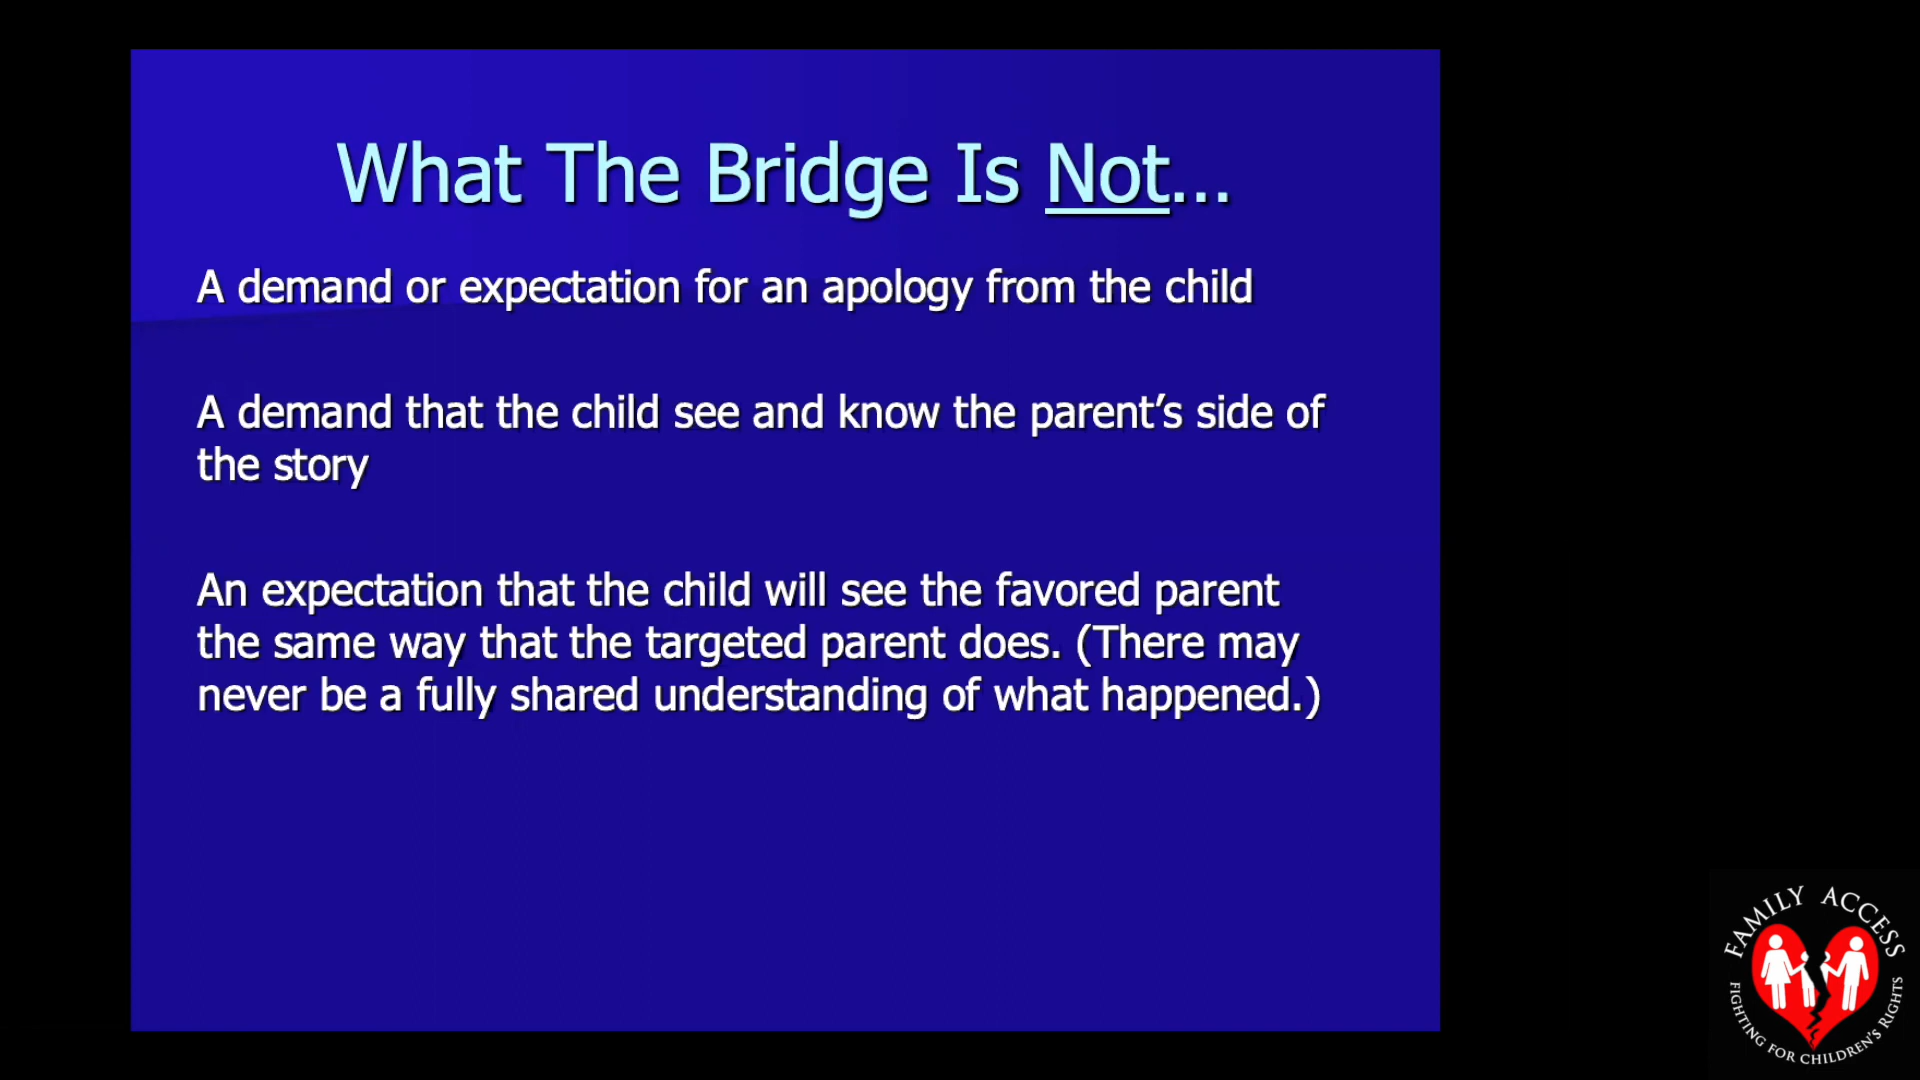 What The Bridge Is Not...
A demand or expectation for an apology from the child
A demand that the child see and know the parent’s side of
the story
An expectation that the child will see the favored parent
the same way that the targeted parent does. (There may
never be a fully shared understanding of what happened.)
FAMILY ACCESS
FIGHTING FOR CHILDREN'S RIGHTS